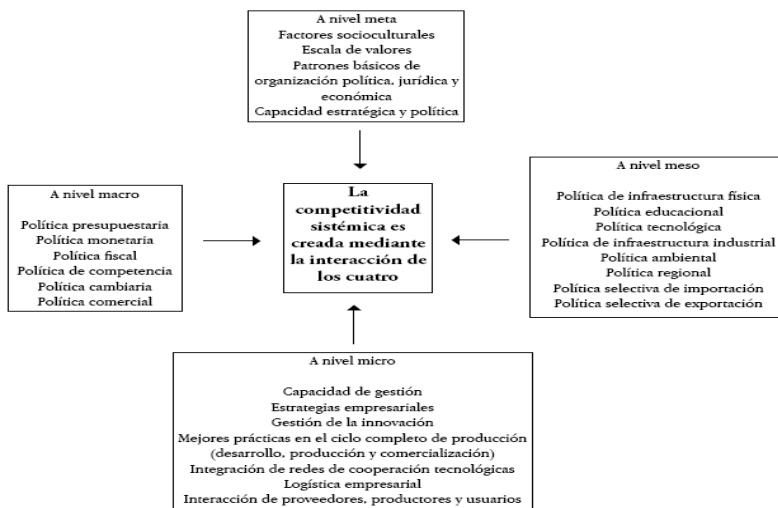 A nivel meta
Factores socioculturales
Escala de valores
Patrones básicos de
organización política, jurídica y
económica
Capacidad estratégica y política
A nivel macro
Política presupuestaria
Política monetaria
Política fiscal
Política de competencia
Política cambiaria
Política comercial
La
competitividad
sistémica es
creada mediante
la interacción de
los cuatro
A nivel meso
Política de infraestructura física
Política educacional
Política tecnológica
Política de infraestructura industrial
Política ambiental
Política regional
Política selectiva de importación
Política selectiva de exportación
A nivel micro
Capacidad de gestión
Estrategias empresariales
Gestión de la innovación
Mejores prácticas en el ciclo completo de producción
(desarrollo, producción y comercialización)
Integración de redes de cooperación tecnológicas
Logística empresarial
Interacción de proveedores, productores y usuarios